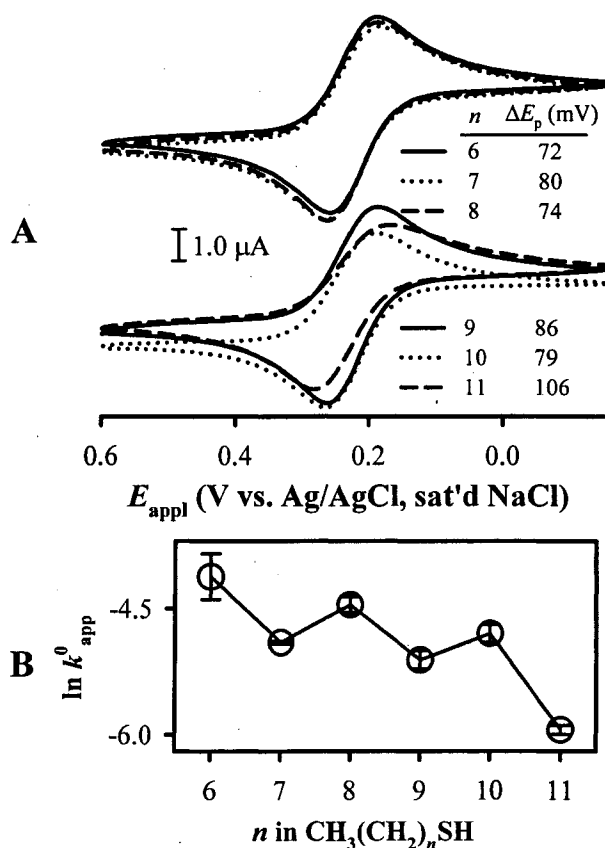 n ΔEp (mV)
6 72
7 80
8 74
A
1.0 μA
9 86
10 79
11 106
0.6 0.4 0.2 0.0
Eappl (V vs. Ag/AgCl, sat'd NaCl)
B
ln k⁰app
-4.5
-6.0
6 7 8 9 10 11
n in CH₃(CH₂)ₙSH